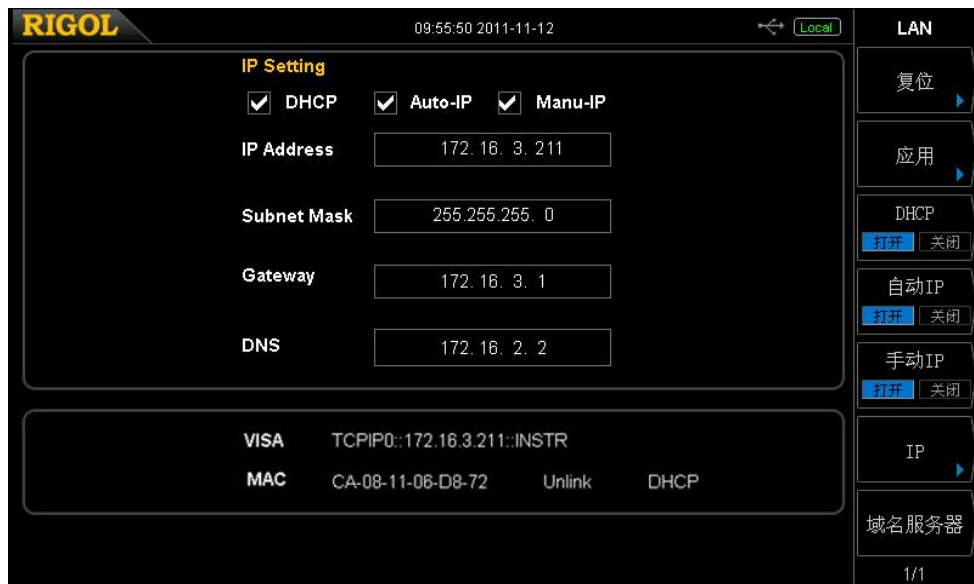 RIGOL 09:55:50 2011-11-12 Local LAN
IP Setting
DHCP Auto-IP Manu-IP
IP Address 172. 16. 3. 211
Subnet Mask 255.255.255. 0
Gateway 172. 16. 3. 1
DNS 172. 16. 2. 2
VISA TCPIP0::172.16.3.211::INSTR
MAC CA-08-11-06-D8-72 Unlink DHCP
复位
应用
DHCP
打开 关闭
自动IP
打开 关闭
手动IP
打开 关闭
IP
域名服务器
1/1